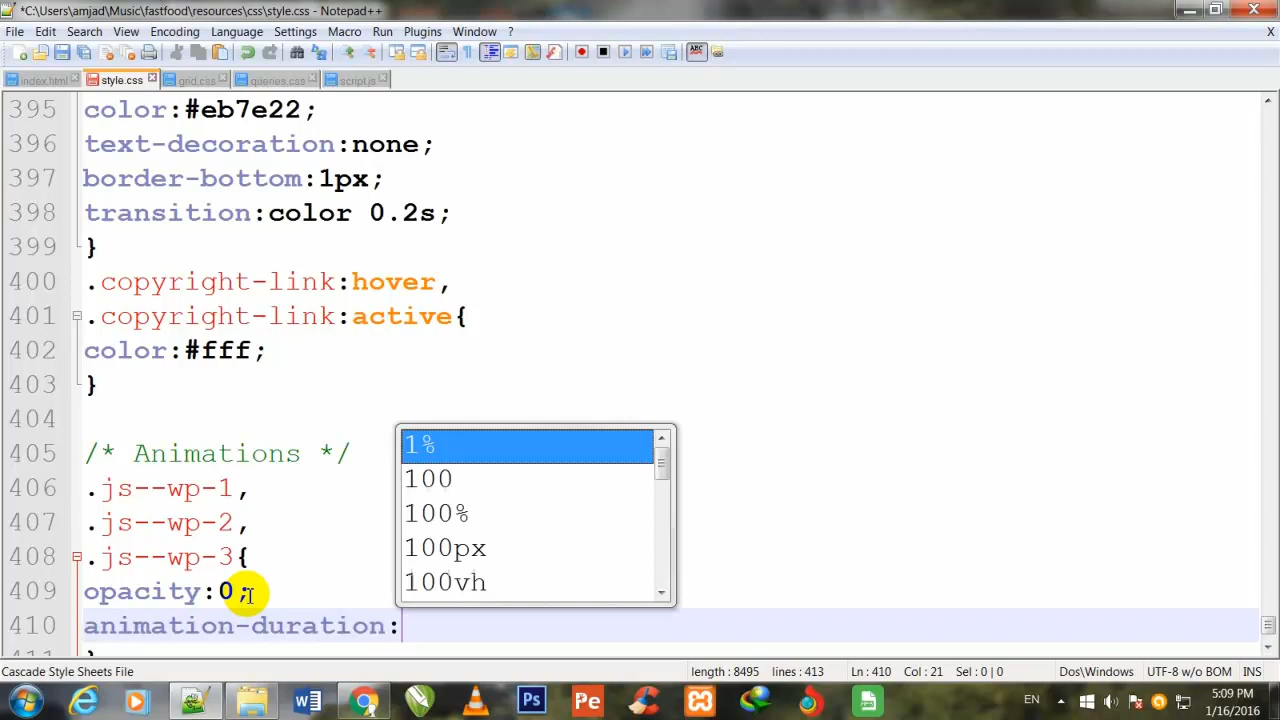 *C:\Users\amjad\Music\fastfood\resources\css\style.css - Notepad++
File Edit Search View Encoding Language Settings Macro Run Plugins Window ? X
index.html style.css grid.css queries.css script.js
395 color:#eb7e22;
396 text-decoration:none;
397 border-bottom:1px;
398 transition:color 0.2s;
399 }
400 .copyright-link:hover,
401 .copyright-link:active{
402 color:#fff;
403 }
404
405 /* Animations */
406 .js--wp-1,
407 .js--wp-2,
408 .js--wp-3{
409 opacity:0;
410 animation-duration:
411 }
1%
100
100%
100px
100vh
Cascade Style Sheets File length : 8495 lines : 413 Ln : 410 Col : 21 Sel : 0 | 0 Dos\Windows UTF-8 w/o BOM INS
W Ps Pe EN 5:09 PM
1/16/2016